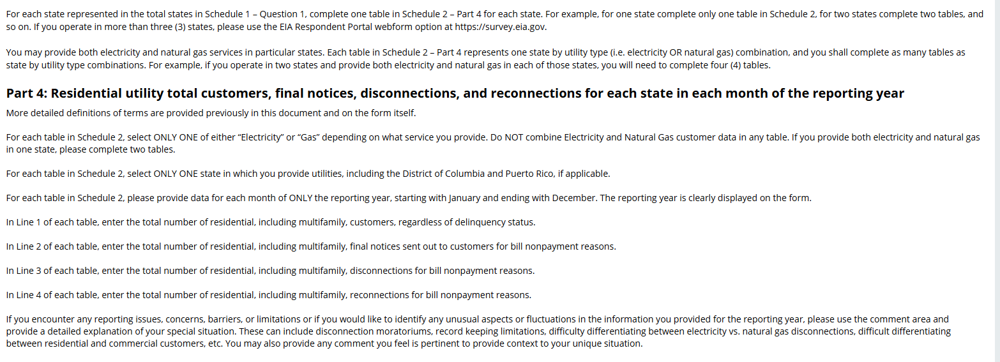 For each state represented in the total states in Schedule 1 – Question 1, complete one table in Schedule 2 – Part 4 for each state. For example, for one state complete only one table in Schedule 2, for two states complete two tables, and
so on. If you operate in more than three (3) states, please use the EIA Respondent Portal webform option at https://survey.eia.gov.
You may provide both electricity and natural gas services in particular states. Each table in Schedule 2 – Part 4 represents one state by utility type (i.e. electricity OR natural gas) combination, and you shall complete as many tables as
state by utility type combinations. For example, if you operate in two states and provide both electricity and natural gas in each of those states, you will need to complete four (4) tables.
Part 4: Residential utility total customers, final notices, disconnections, and reconnections for each state in each month of the reporting year
More detailed definitions of terms are provided previously in this document and on the form itself.
For each table in Schedule 2, select ONLY ONE of either “Electricity” or “Gas” depending on what service you provide. Do NOT combine Electricity and Natural Gas customer data in any table. If you provide both electricity and natural gas
in one state, please complete two tables.
For each table in Schedule 2, select ONLY ONE state in which you provide utilities, including the District of Columbia and Puerto Rico, if applicable.
For each table in Schedule 2, please provide data for each month of ONLY the reporting year, starting with January and ending with December. The reporting year is clearly displayed on the form.
In Line 1 of each table, enter the total number of residential, including multifamily, customers, regardless of delinquency status.
In Line 2 of each table, enter the total number of residential, including multifamily, final notices sent out to customers for bill nonpayment reasons.
In Line 3 of each table, enter the total number of residential, including multifamily, disconnections for bill nonpayment reasons.
In Line 4 of each table, enter the total number of residential, including multifamily, reconnections for bill nonpayment reasons.
If you encounter any reporting issues, concerns, barriers, or limitations or if you would like to identify any unusual aspects or fluctuations in the information you provided for the reporting year, please use the comment area and
provide a detailed explanation of your special situation. These can include disconnection moratoriums, record keeping limitations, difficulty differentiating between electricity vs. natural gas disconnections, difficult differentiating
between residential and commercial customers, etc. You may also provide any comment you feel is pertinent to provide context to your unique situation.